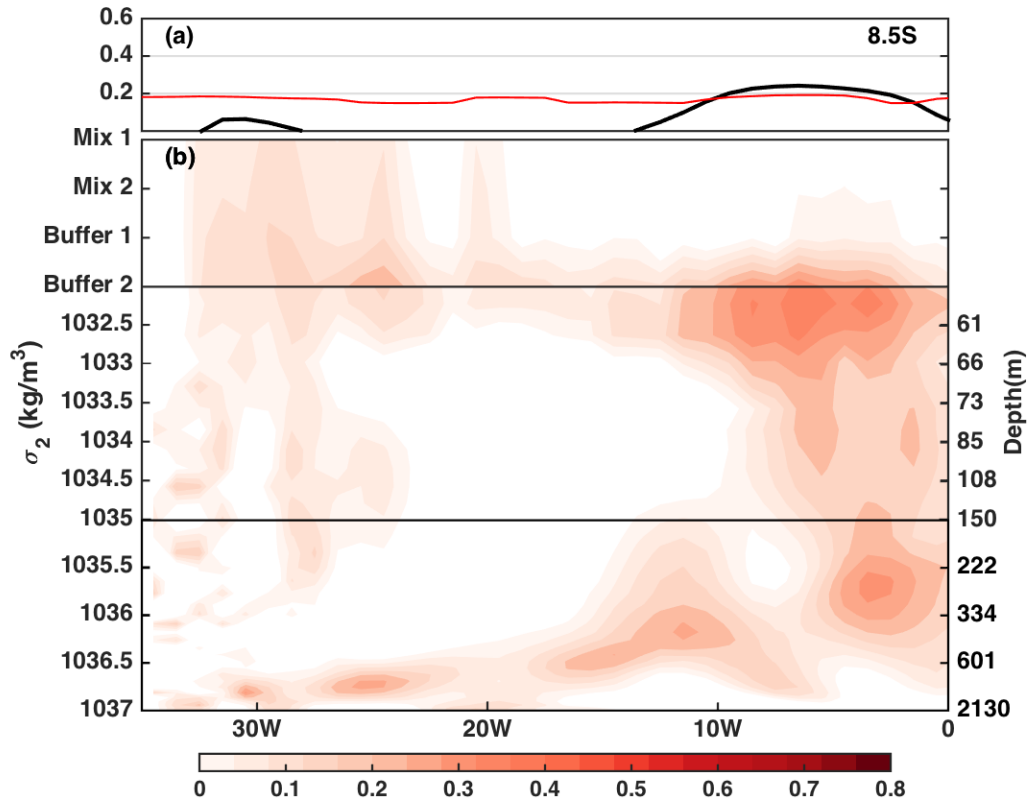 0.6
(a)
8.5S
0.4
0.2
Mix 1
(b)
Mix 2
Buffer 1
Buffer 2
1032.5
61
1033
66
1033.5
73
1034
85
1034.5
108
1035
150
1035.5
222
1036
334
1036.5
601
1037
2130
σ2 (kg/m3)
Depth(m)
30W 20W 10W 0
0 0.1 0.2 0.3 0.4 0.5 0.6 0.7 0.8